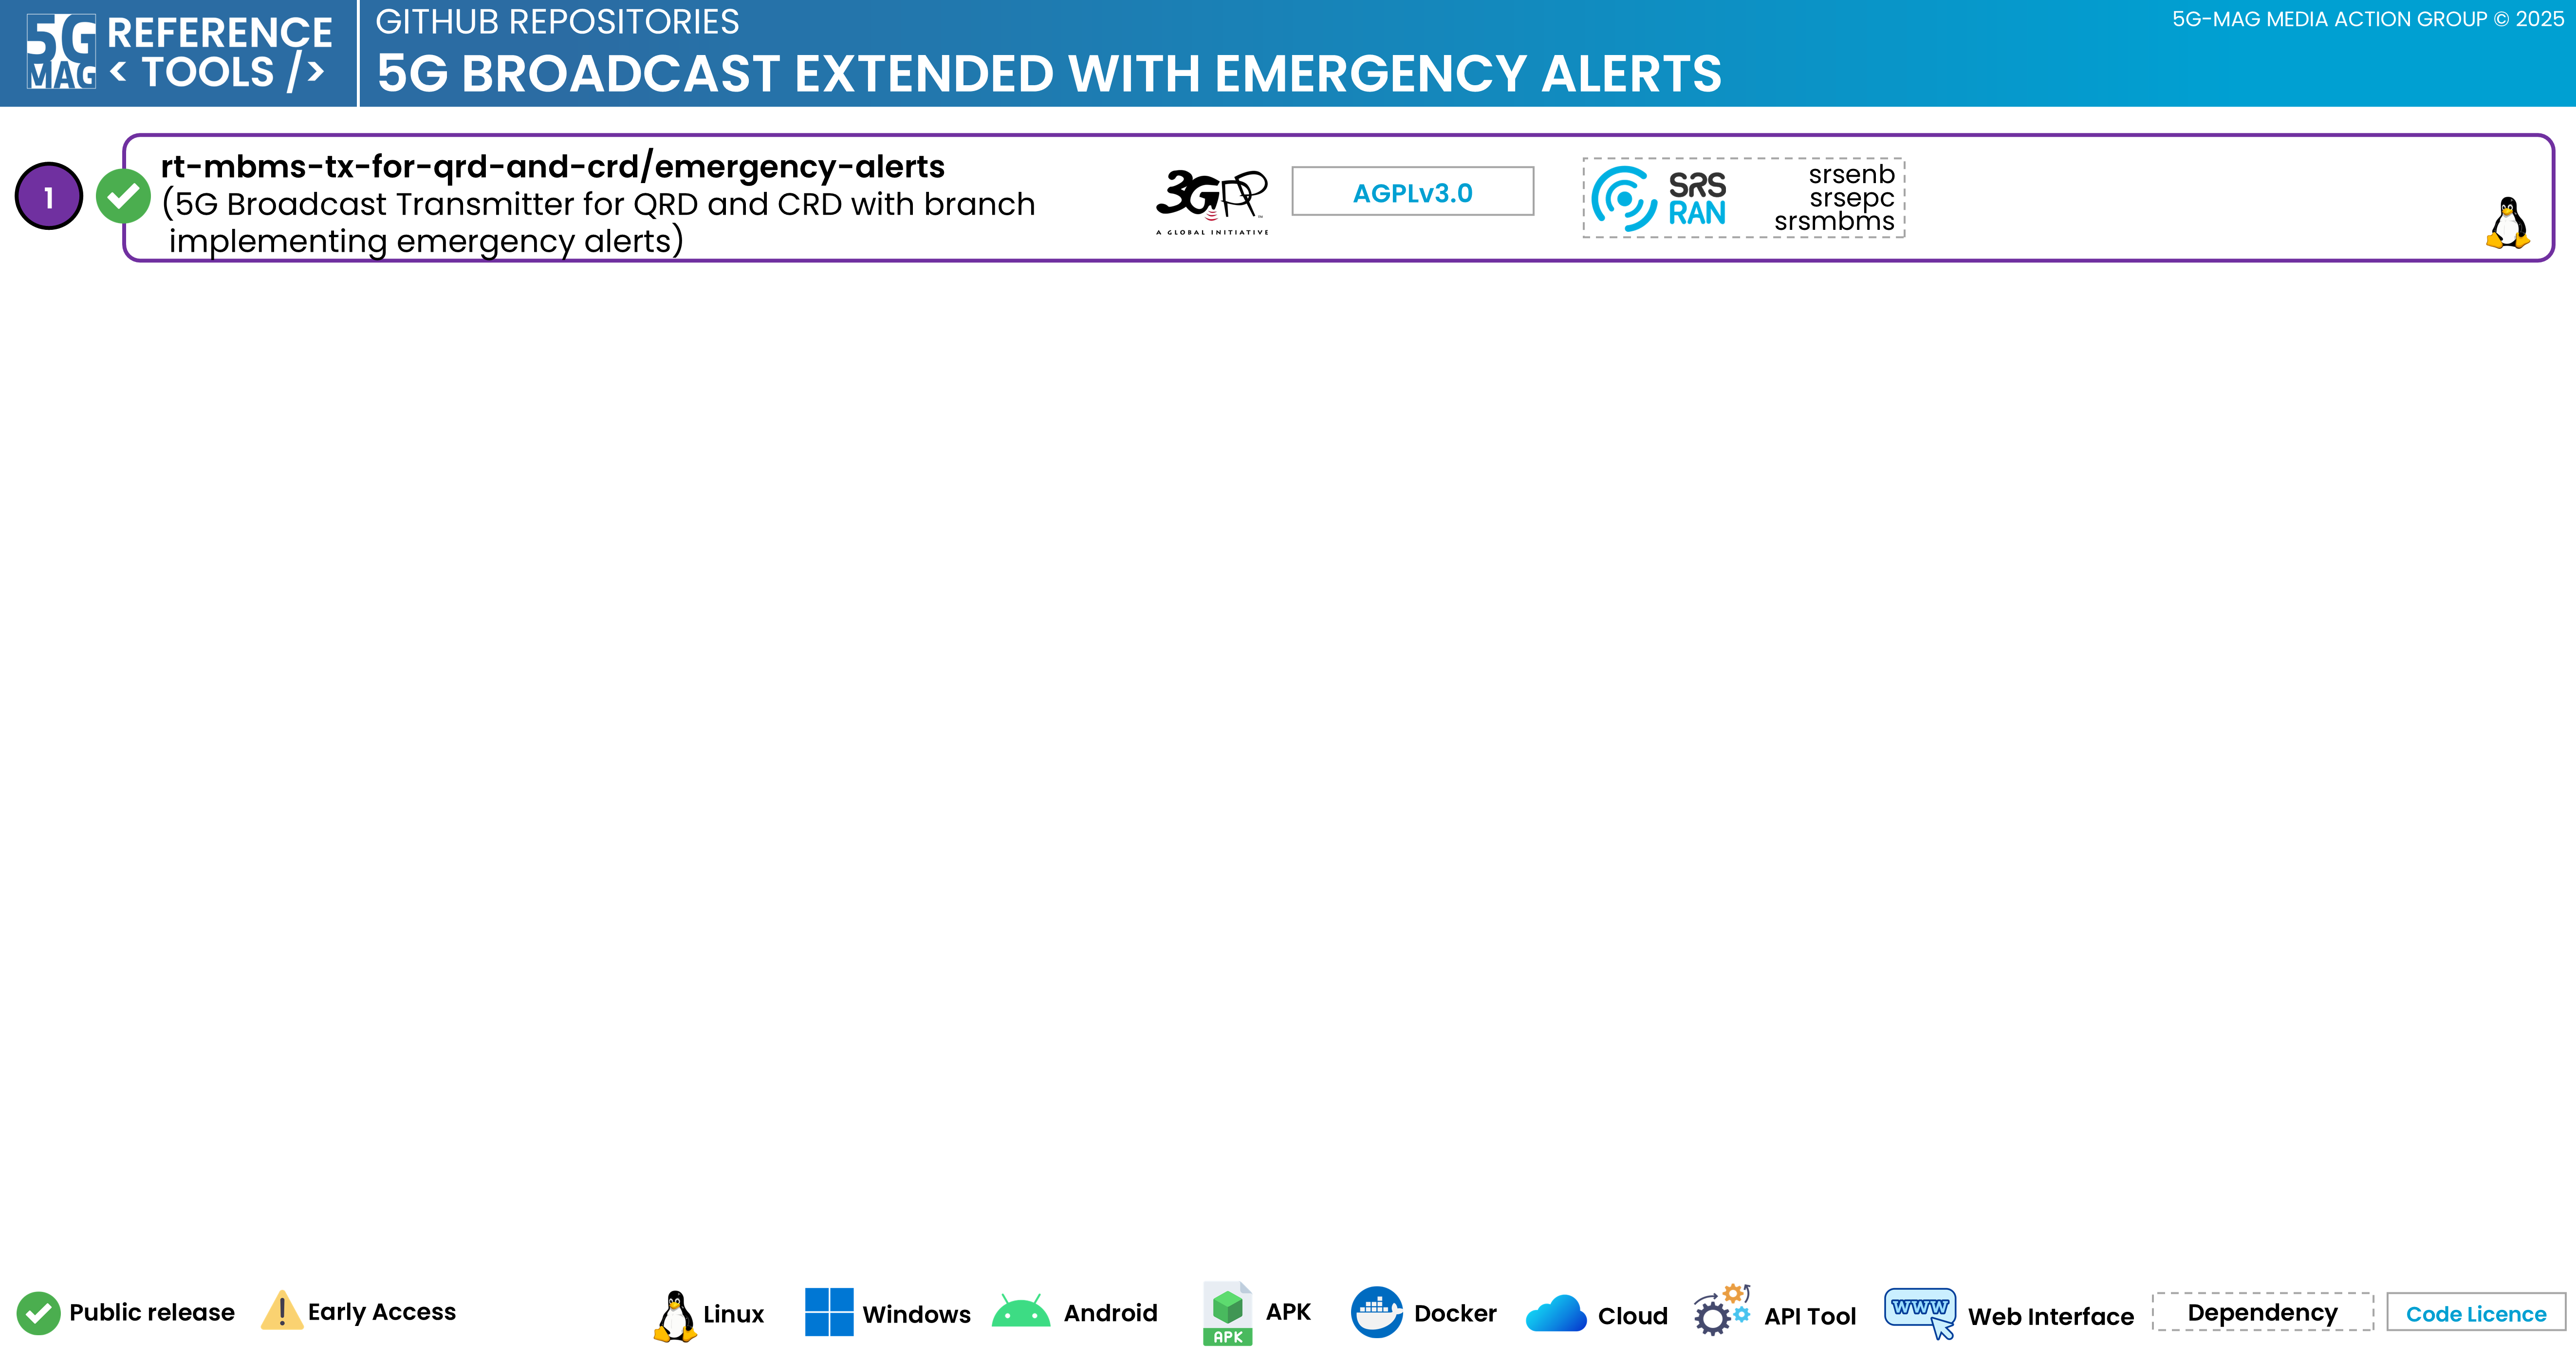 5G MAG
REFERENCE
< TOOLS />
GITHUB REPOSITORIES
5G BROADCAST EXTENDED WITH EMERGENCY ALERTS
5G-MAG MEDIA ACTION GROUP © 2025
1
rt-mbms-tx-for-qrd-and-crd/emergency-alerts
(5G Broadcast Transmitter for QRD and CRD with branch
implementing emergency alerts)
3GPP™
A GLOBAL INITIATIVE
AGPLv3.0
SRS
RAN
srsenb
srsepc
srsmbms
Public release
Early Access
Linux
Windows
Android
APK
APK
Docker
Cloud
API Tool
WWW
Web Interface
Dependency
Code Licence